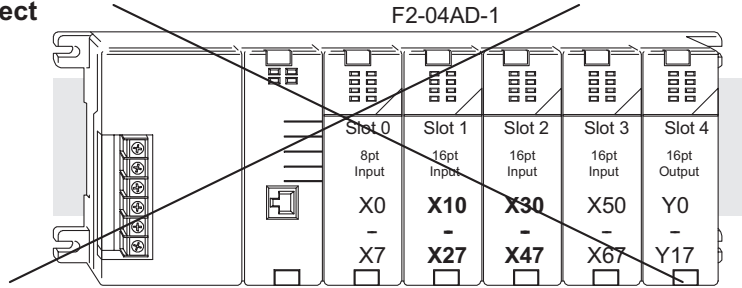 ect
F2-04AD-1
Slot 0 Slot 1 Slot 2 Slot 3 Slot 4
8pt 16pt 16pt 16pt 16pt
Input Input Input Input Output
X0 X10 X30 X50 Y0
- - - - -
X7 X27 X47 X67 Y17